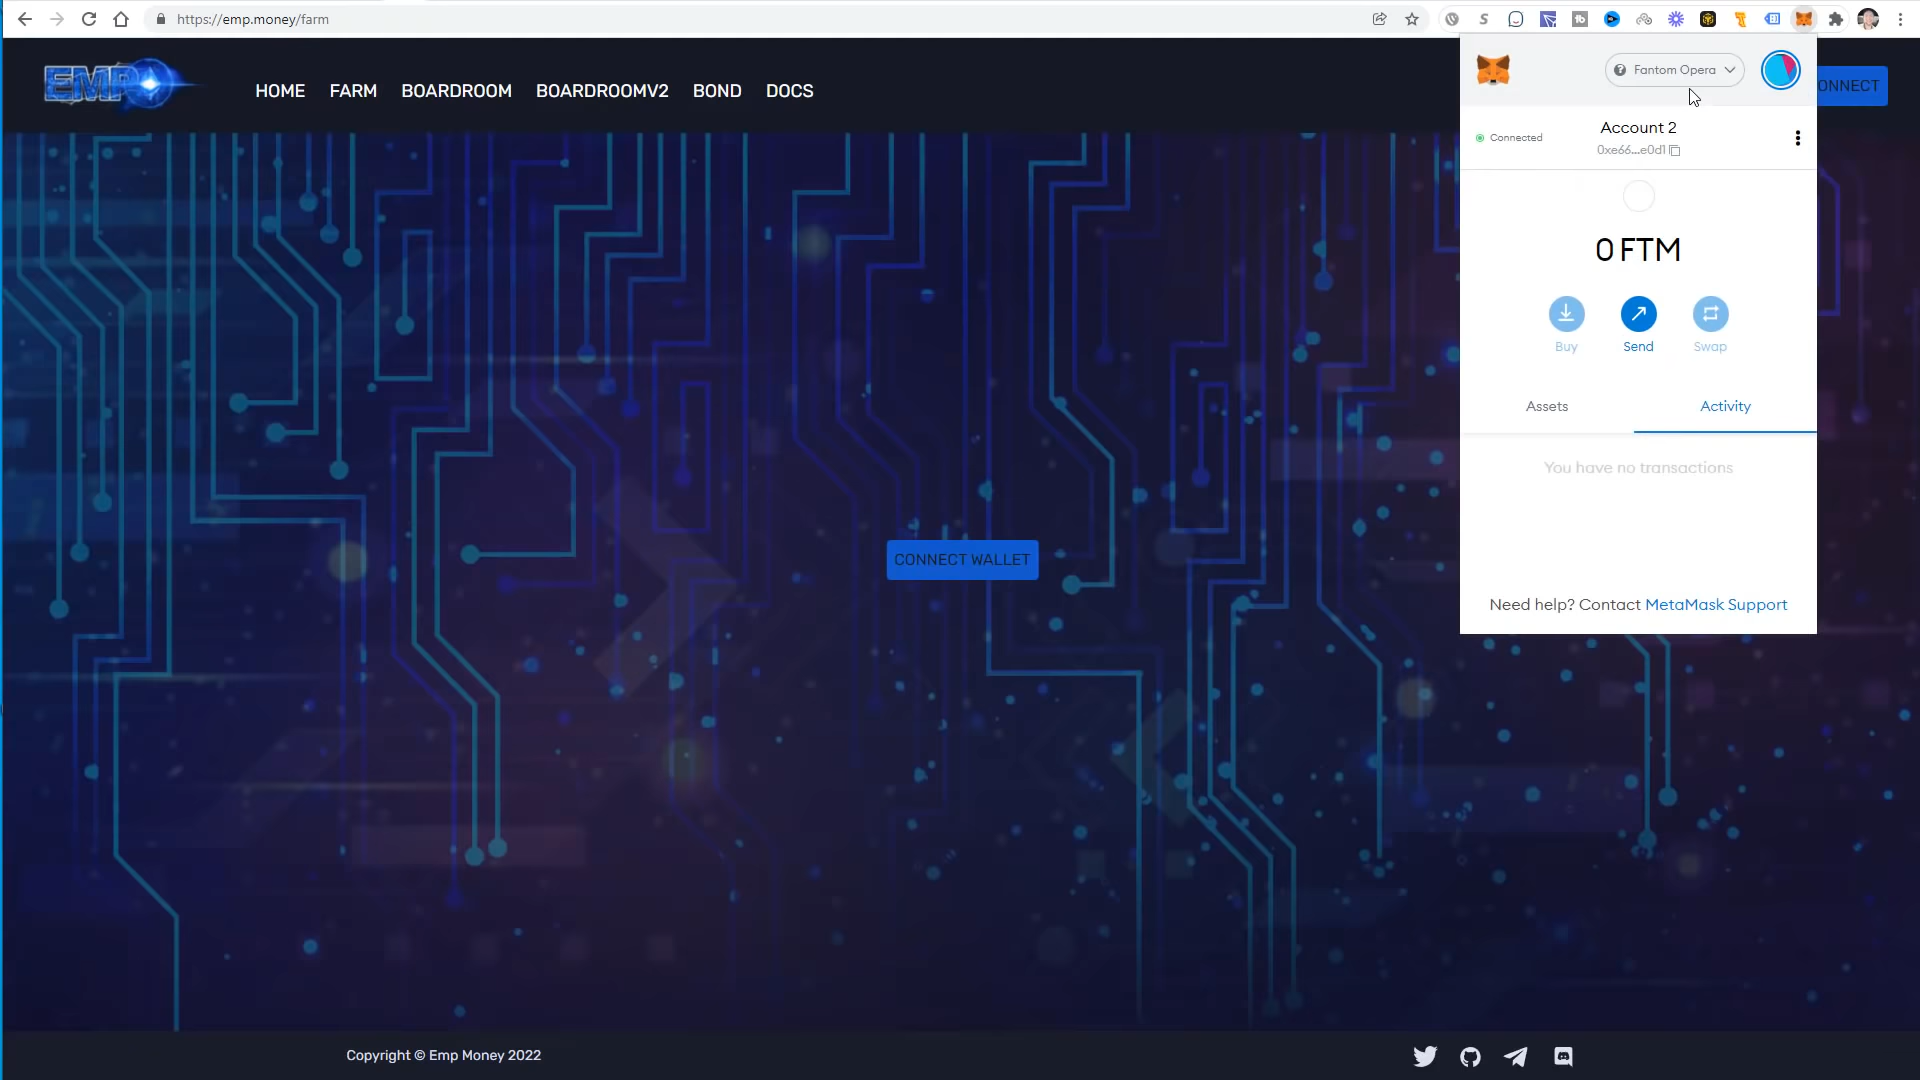 https://emp.money/farm
EMP
HOME
FARM
BOARDROOM
BOARDROOMV2
BOND
DOCS
ONNECT
Fantom Opera
Connected
Account 2
0xe66...e0d1
0 FTM
Buy
Send
Swap
Assets
Activity
You have no transactions
Need help? Contact MetaMask Support
CONNECT WALLET
Copyright © Emp Money 2022